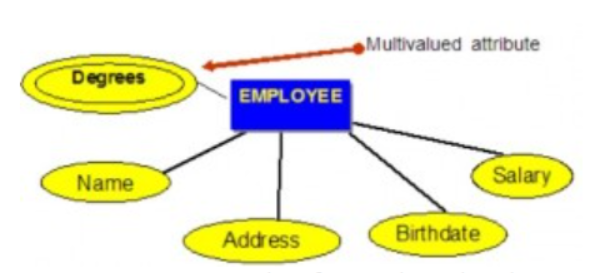 Multivalued attribute
Degrees
EMPLOYEE
Name
Salary
Address
Birthdate